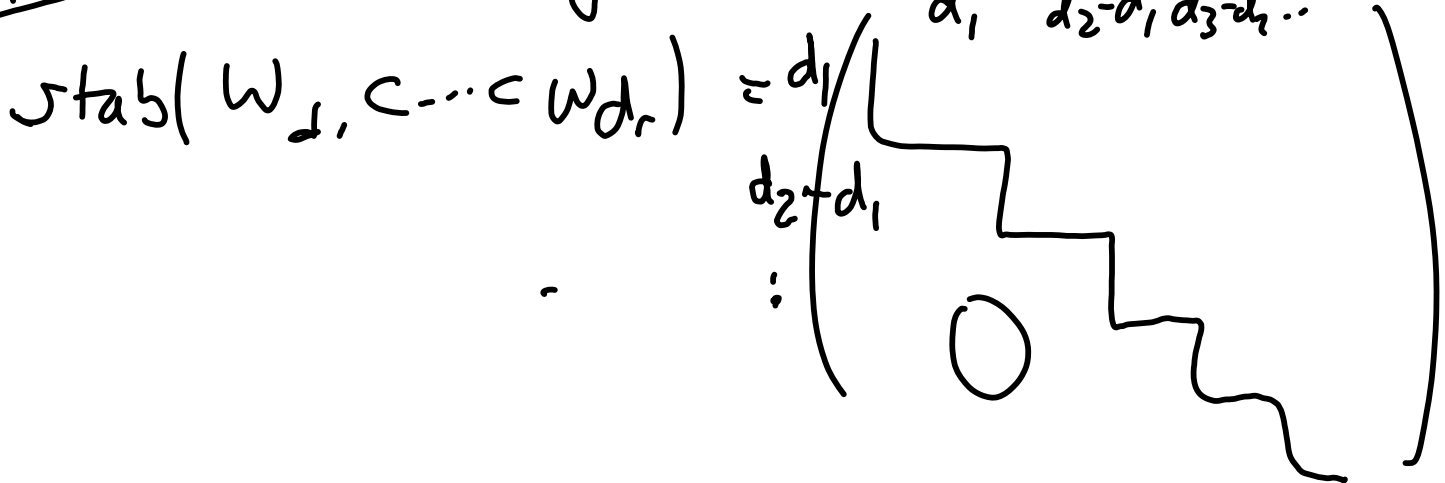 d₁ d₂-d₁ d₃-d₂ ...
stab( W_{d₁} ⊂ ... ⊂ W_{d_r} ) = d₁
d₂-d₁
⋮
0